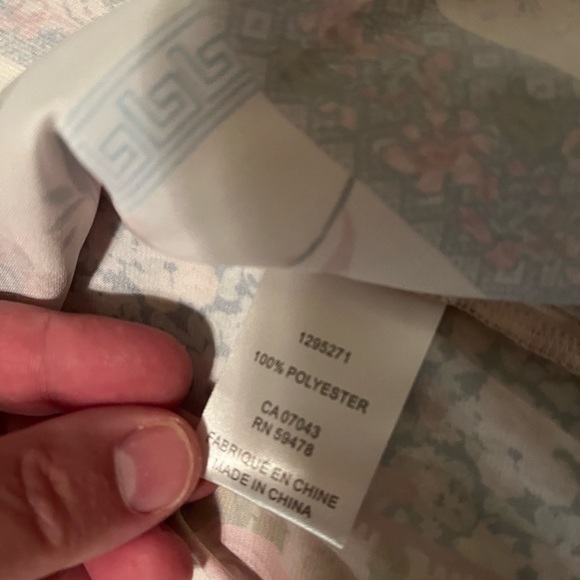 1295271
100% POLYESTER
CA 07043
RN 59478
FABRIQUÉ EN CHINE
MADE IN CHINA